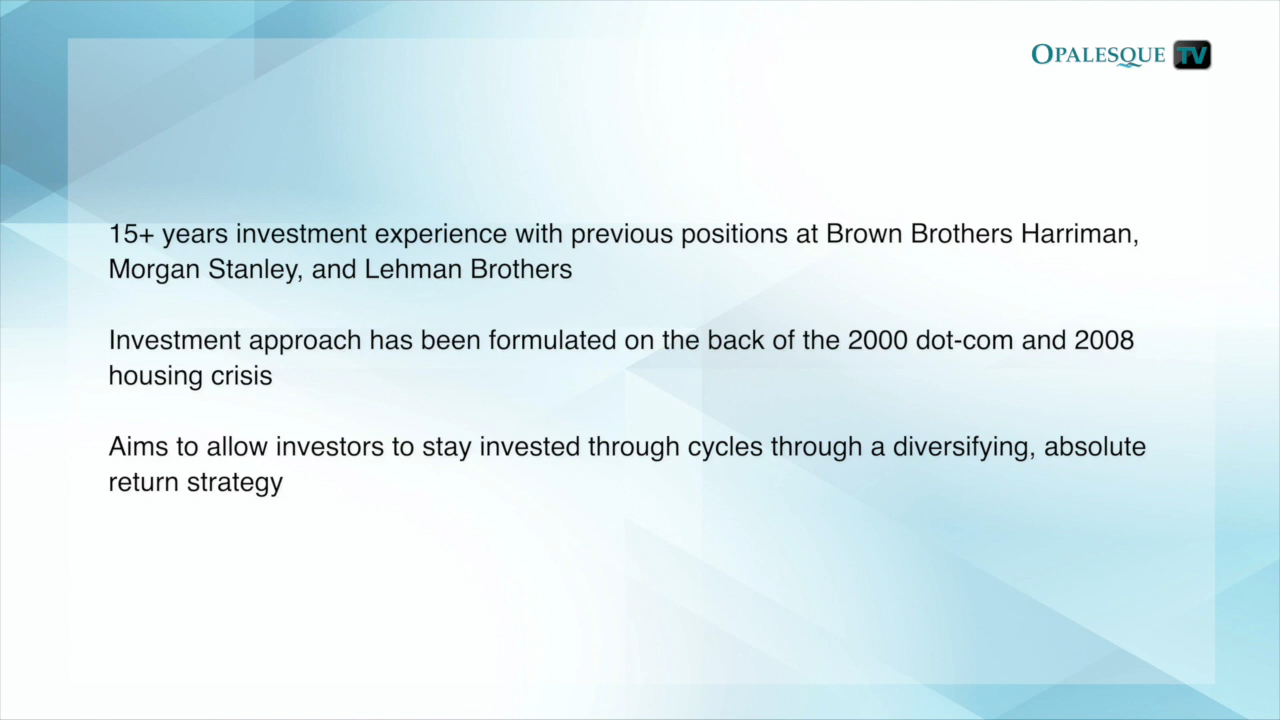 OPALESQUE TV
15+ years investment experience with previous positions at Brown Brothers Harriman,
Morgan Stanley, and Lehman Brothers
Investment approach has been formulated on the back of the 2000 dot-com and 2008
housing crisis
Aims to allow investors to stay invested through cycles through a diversifying, absolute
return strategy